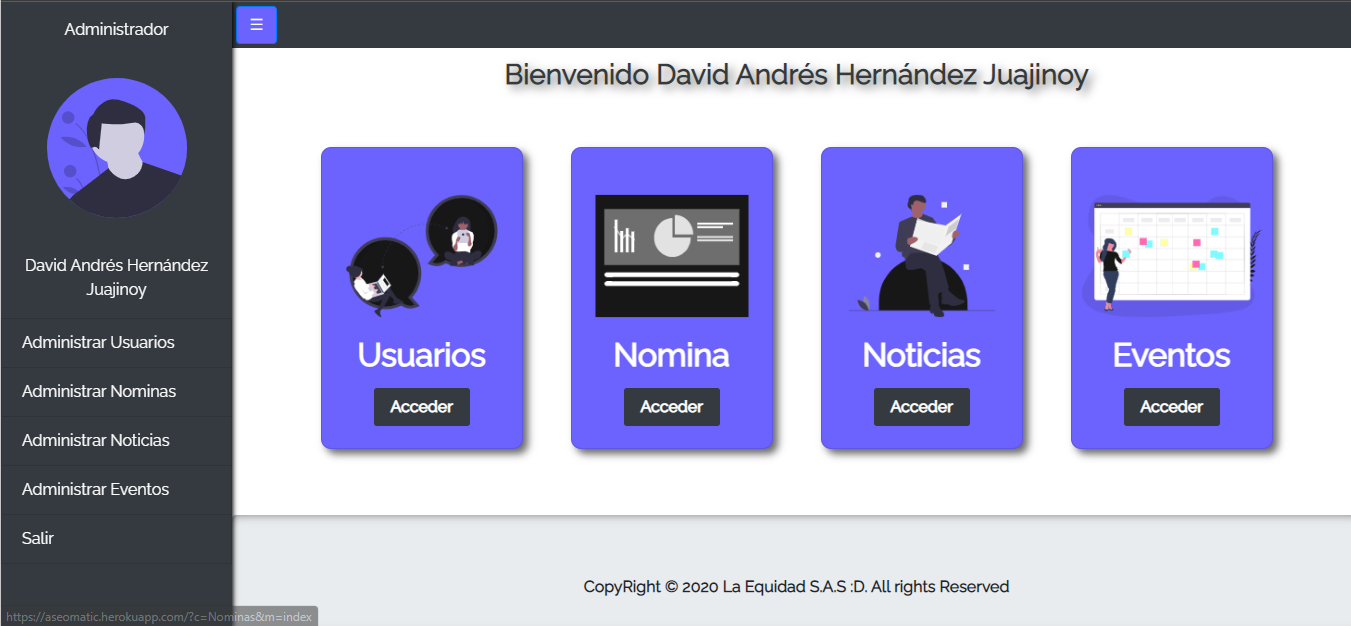 Administrador
☰
Bienvenido David Andrés Hernández Juajinoy
David Andrés Hernández
Juajinoy
Administrar Usuarios
Administrar Nominas
Administrar Noticias
Administrar Eventos
Salir
Usuarios
Acceder
Nomina
Acceder
Noticias
Acceder
Eventos
Acceder
CopyRight © 2020 La Equidad S.A.S :D. All rights Reserved
https://aseomatic.herokuapp.com/?c=Nominas&m=index